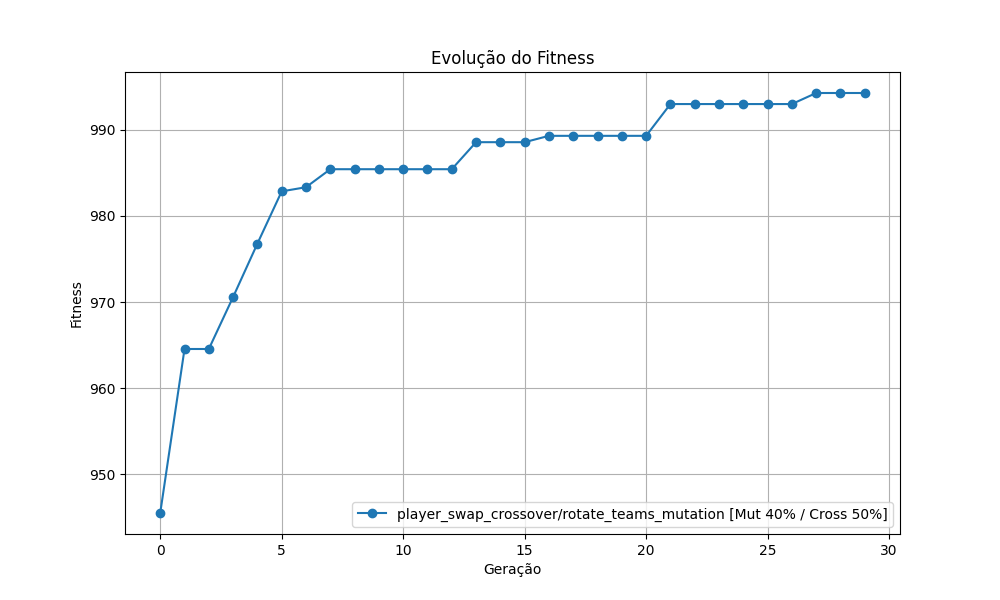 Evolução do Fitness
Fitness
990
980
970
960
950
player_swap_crossover/rotate_teams_mutation [Mut 40% / Cross 50%]
0 5 10 15 20 25 30
Geração